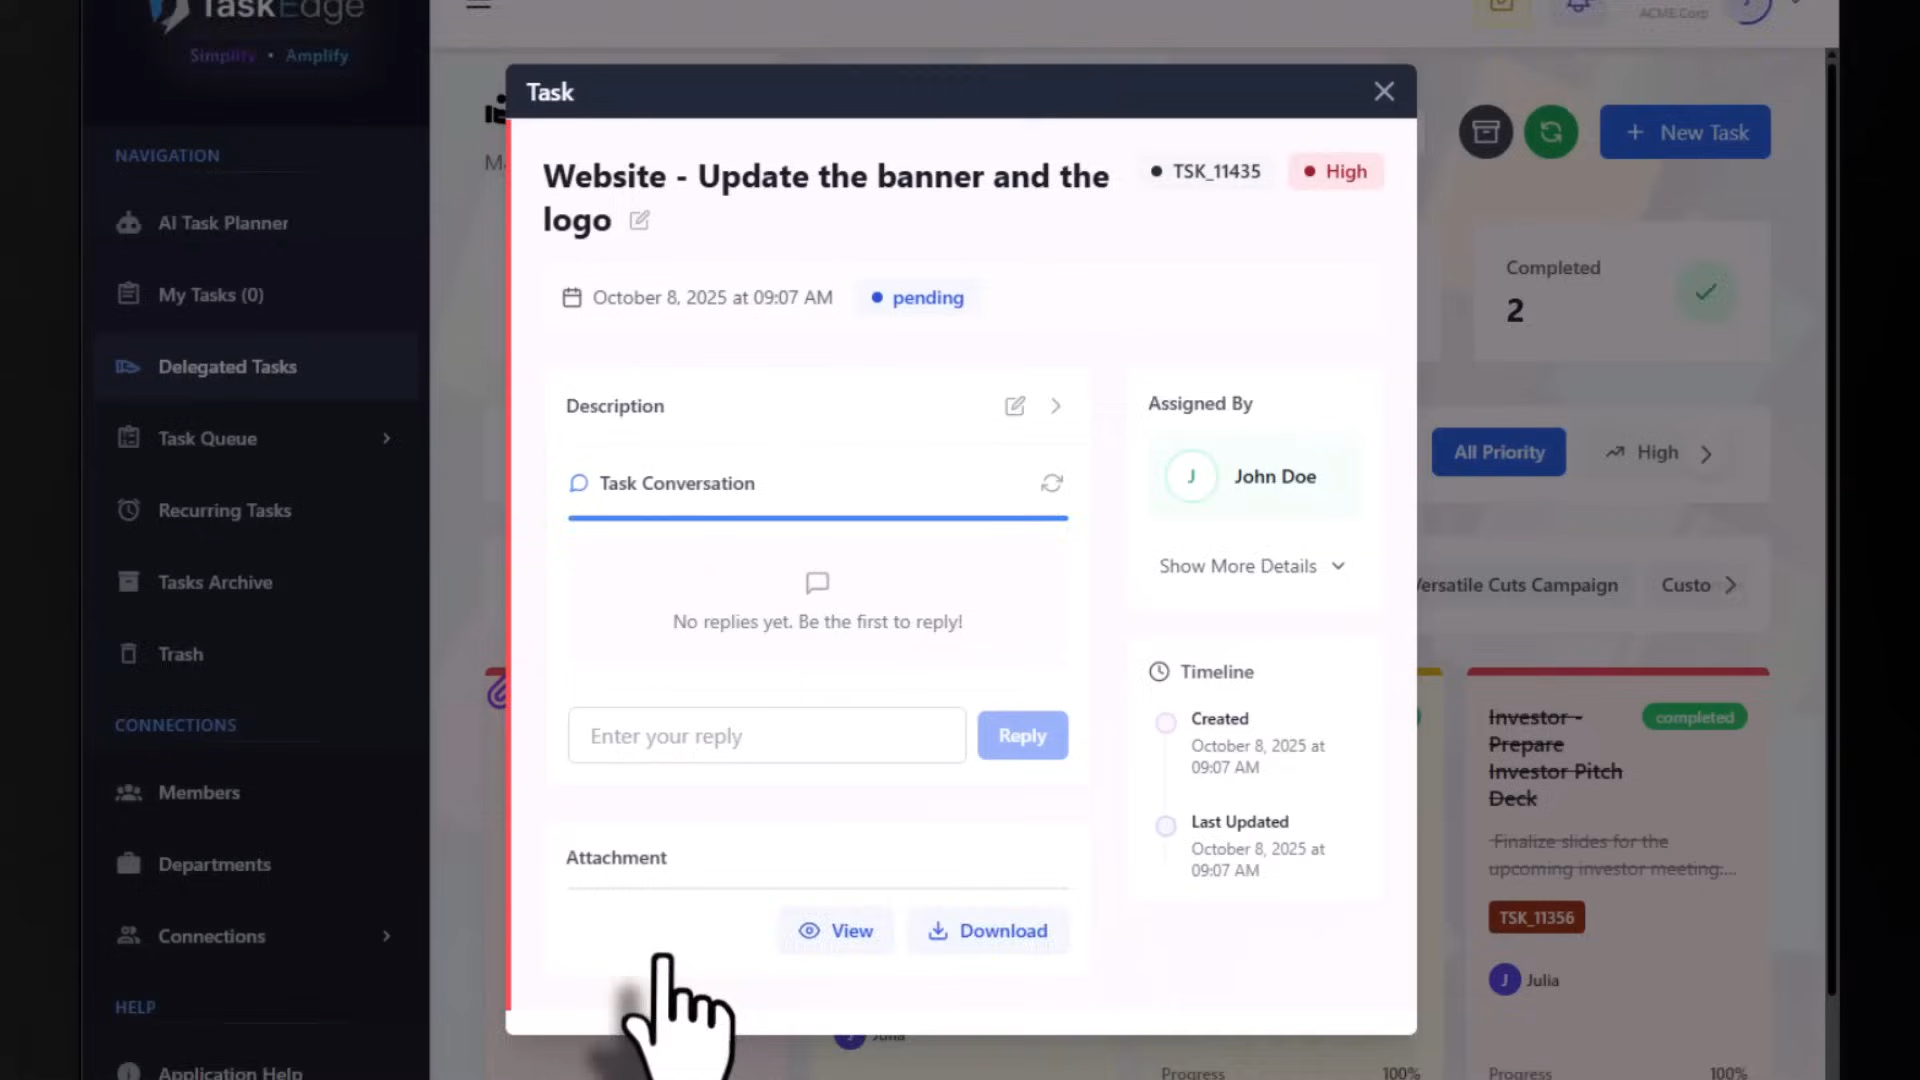 TaskEdge
Simplify • Amplify
NAVIGATION
AI Task Planner
My Tasks (0)
Delegated Tasks
Task Queue
Recurring Tasks
Tasks Archive
Trash
CONNECTIONS
Members
Departments
Connections
HELP
Application Help
ACME Corp
New Task
Completed
2
All Priority
High
Versatile Cuts Campaign
Custo
Task
Website - Update the banner and the
logo
TSK_11435
High
October 8, 2025 at 09:07 AM
pending
Description
Task Conversation
No replies yet. Be the first to reply!
Enter your reply
Reply
Attachment
View
Download
Assigned By
J
John Doe
Show More Details
Timeline
Created
October 8, 2025 at
09:07 AM
Last Updated
October 8, 2025 at
09:07 AM
Investor -
Prepare
Investor Pitch
Deck
completed
Finalize slides for the
upcoming investor meeting....
TSK_11356
J
Julia
Julia
Progress
100%
Progress
100%